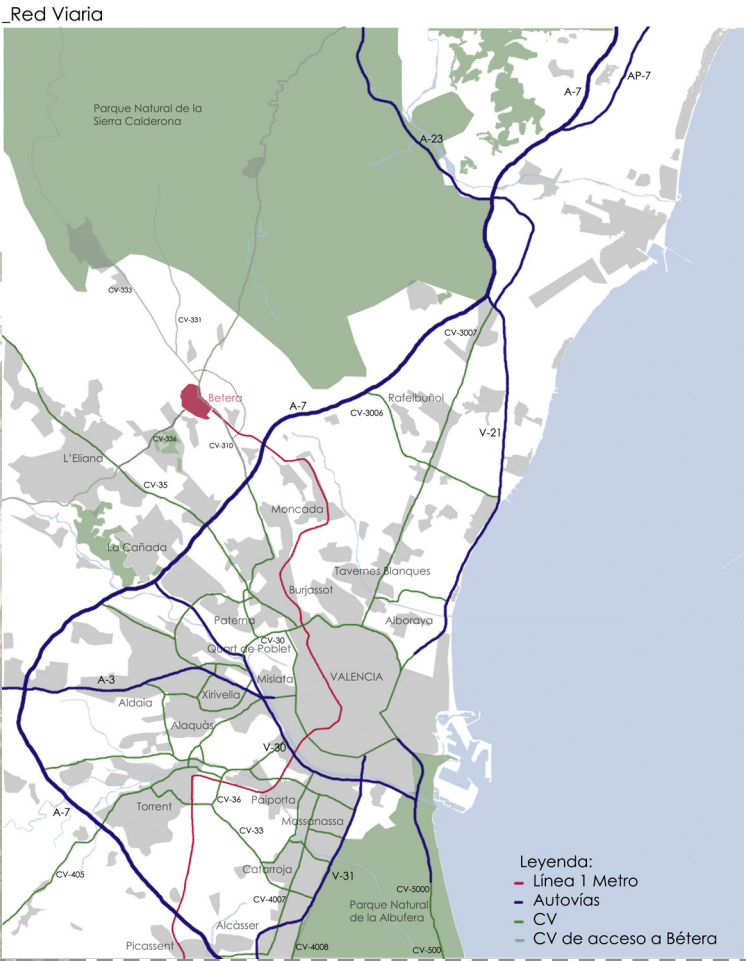 _Red Viaria
Parque Natural de la
Sierra Calderona
A-7
AP-7
A-23
CV-333
CV-331
CV-3007
Betera
A-7
CV-3006
Rafelbuñol
V-21
CV-336
CV-310
L'Eliana
CV-35
Moncada
La Cañada
Tavernes Blanques
Burjassot
Paterna
Alboraya
CV-30
Quart de Poblet
A-3
Mislata
VALENCIA
Xirivella
Aldaia
Alaquàs
V-30
A-7
Torrent
CV-36
Paiporta
CV-33
Massanassa
CV-405
Catarroja
V-31
CV-4007
CV-5000
Parque Natural
de la Albufera
Alcàsser
Picassent
CV-4008
CV-500
Leyenda:
Línea 1 Metro
Autovías
CV
CV de acceso a Bétera